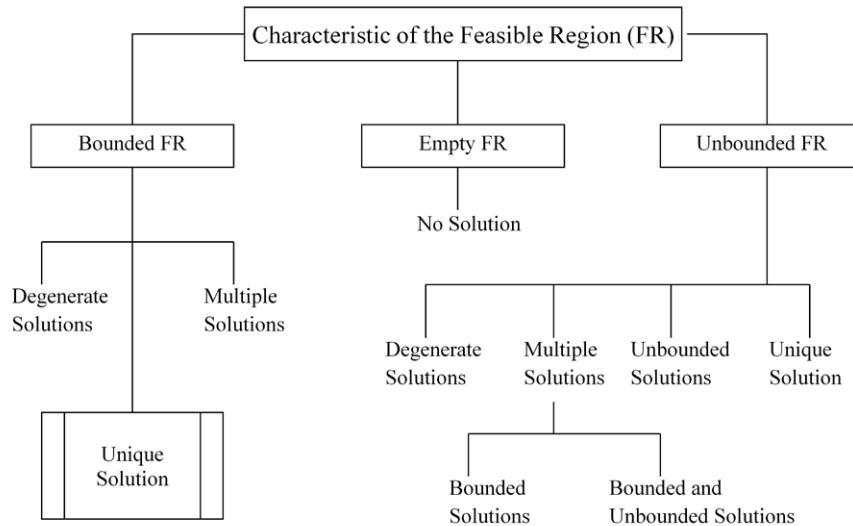 Characteristic of the Feasible Region (FR)
Bounded FR
Empty FR
Unbounded FR
No Solution
Degenerate
Solutions
Multiple
Solutions
Degenerate
Solutions
Multiple
Solutions
Unbounded
Solutions
Unique
Solution
Unique
Solution
Bounded
Solutions
Bounded and
Unbounded Solutions